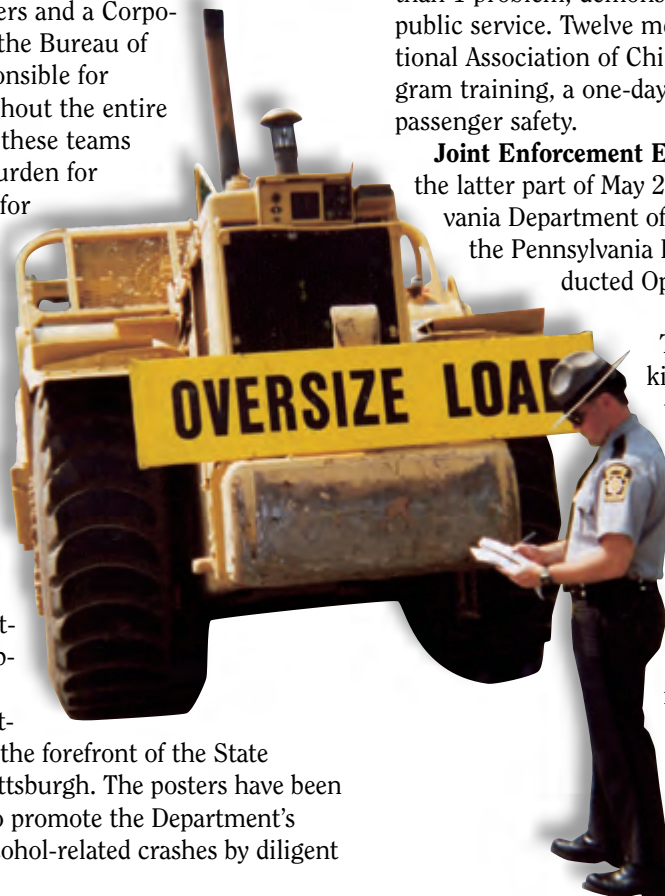 ers and a Corpo-
the Bureau of
onsible for
hout the entire
these teams
urden for
for
t-
t-
the forefront of the State
ttsburgh. The posters have been
promote the Department's
cohol-related crashes by diligent
OVERSIZE LOAD
than 1 problem, demons
public service. Twelve me
tional Association of Chi
gram training, a one-day
passenger safety.
Joint Enforcement E
the latter part of May 2
vania Department of
the Pennsylvania
ducted Op
T
ki